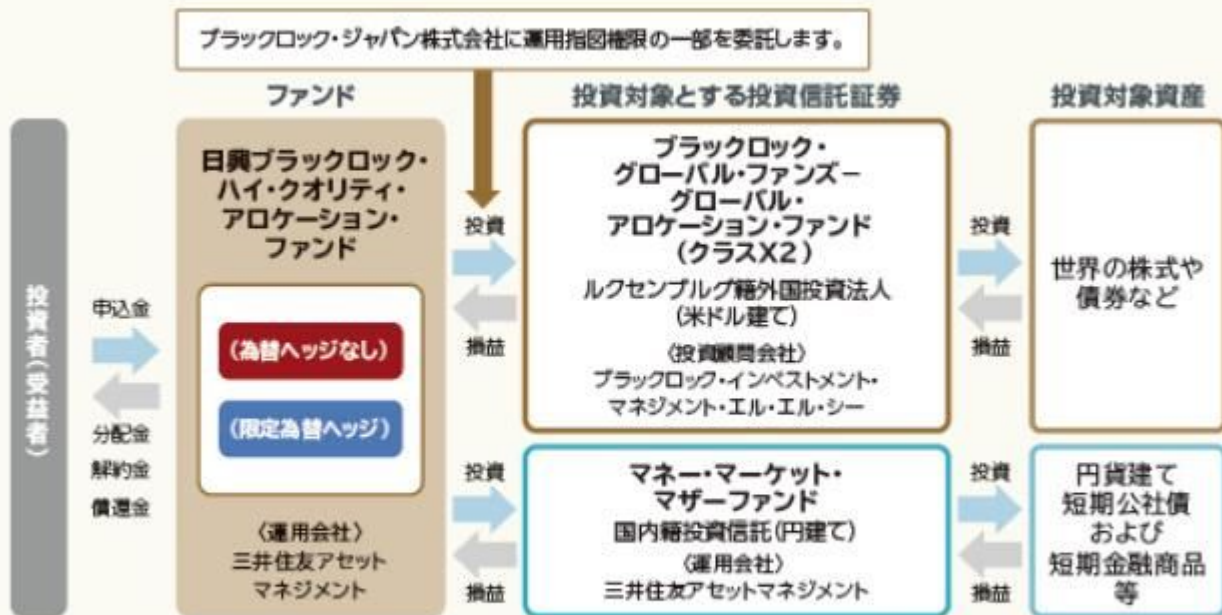 ブラックロック・ジャパン株式会社に運用指図権限の一部を委託します。
ファンド
投資対象とする投資信託証券
投資対象資産
投資者(受益者)
申込金
分配金
解約金
償還金
日興ブラックロック・
ハイ・クオリティ・
アロケーション・
ファンド
(為替ヘッジなし)
(限定為替ヘッジ)
〈運用会社〉
三井住友アセット
マネジメント
投資
損益
ブラックロック・
グローバル・ファンズー
グローバル・
アロケーション・ファンド
(クラスX2)
ルクセンブルグ籍外国投資法人
(米ドル建て)
〈投資顧問会社〉
ブラックロック・インベストメント・
マネジメント・エル・エル・シー
投資
損益
世界の株式や
債券など
投資
損益
マネー・マーケット・
マザーファンド
国内籍投資信託(円建て)
〈運用会社〉
三井住友アセットマネジメント
投資
損益
円貨建て
短期公社債
および
短期金融商品
等